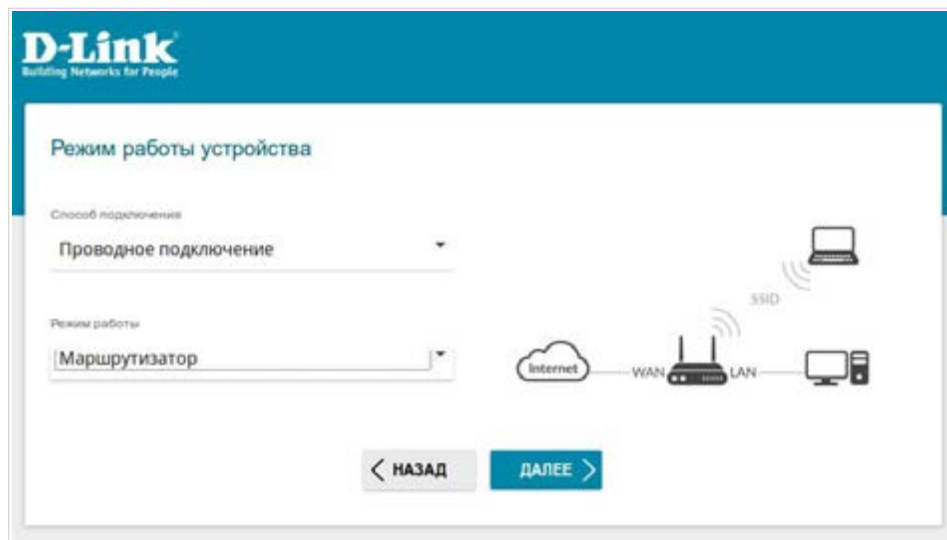 D-Link
Building Networks for People
Режим работы устройства
Способ подключения
Проводное подключение
Режим работы
Маршрутизатор
SSID
Internet
WAN
LAN
НАЗАД
ДАЛЕЕ